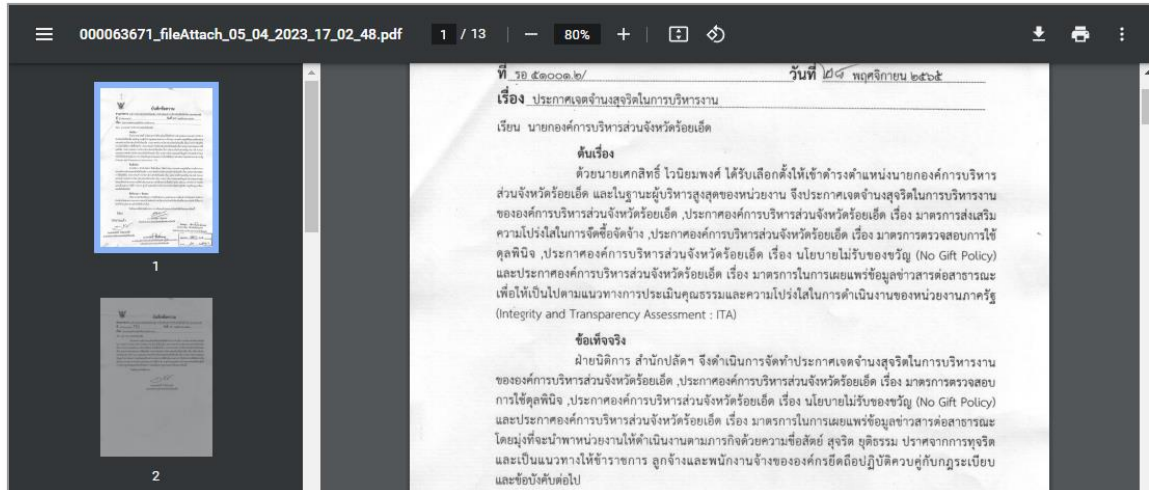 000063671_fileAttach_05_04_2023_17_02_48.pdf
1 / 13
80%
ที่ รอ ๕๑๐๐๑.๒/ วันที่ พฤศจิกายน ๒๕๖๕
เรื่อง ประกาศเจตจำนงสุจริตในการบริหารงาน
เรียน นายกองค์การบริหารส่วนจังหวัดร้อยเอ็ด
ต้นเรื่อง
ด้วยนายเศกสิทธิ์ ไวนิยมพงศ์ ได้รับเลือกตั้งให้เข้าดำรงตำแหน่งนายกองค์การบริหาร
ส่วนจังหวัดร้อยเอ็ด และในฐานะผู้บริหารสูงสุดของหน่วยงาน จึงประกาศเจตจำนงสุจริตในการบริหารงาน
ขององค์การบริหารส่วนจังหวัดร้อยเอ็ด ,ประกาศองค์การบริหารส่วนจังหวัดร้อยเอ็ด เรื่อง มาตรการส่งเสริม
ความโปร่งใสในการจัดซื้อจัดจ้าง ,ประกาศองค์การบริหารส่วนจังหวัดร้อยเอ็ด เรื่อง มาตรการตรวจสอบการใช้
ดุลพินิจ ,ประกาศองค์การบริหารส่วนจังหวัดร้อยเอ็ด เรื่อง นโยบายไม่รับของขวัญ (No Gift Policy)
และประกาศองค์การบริหารส่วนจังหวัดร้อยเอ็ด เรื่อง มาตรการในการเผยแพร่ข้อมูลข่าวสารต่อสาธารณะ
เพื่อให้เป็นไปตามแนวทางการประเมินคุณธรรมและความโปร่งใสในการดำเนินงานของหน่วยงานภาครัฐ
(Integrity and Transparency Assessment : ITA)
ข้อเท็จจริง
ฝ่ายนิติการ สำนักปลัดฯ จึงดำเนินการจัดทำประกาศเจตจำนงสุจริตในการบริหารงาน
ขององค์การบริหารส่วนจังหวัดร้อยเอ็ด ,ประกาศองค์การบริหารส่วนจังหวัดร้อยเอ็ด เรื่อง มาตรการตรวจสอบ
การใช้ดุลพินิจ ,ประกาศองค์การบริหารส่วนจังหวัดร้อยเอ็ด เรื่อง นโยบายไม่รับของขวัญ (No Gift Policy)
และประกาศองค์การบริหารส่วนจังหวัดร้อยเอ็ด เรื่อง มาตรการในการเผยแพร่ข้อมูลข่าวสารต่อสาธารณะ
โดยมุ่งที่จะนำพาหน่วยงานให้ดำเนินงานตามภารกิจด้วยความซื่อสัตย์ สุจริต ยุติธรรม ปราศจากการทุจริต
และเป็นแนวทางให้ข้าราชการ ลูกจ้างและพนักงานจ้างขององค์กรยึดถือปฏิบัติควบคู่กับกฎระเบียบ
และข้อบังคับต่อไป
บันทึกข้อความ
1
บันทึกข้อความ
2